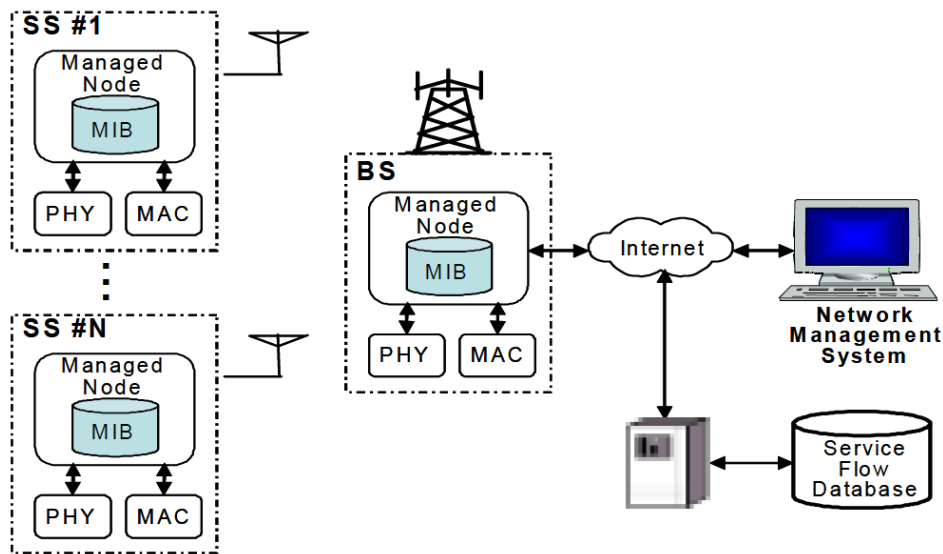 SS #1
Managed
Node
MIB
PHY
MAC
SS #N
Managed
Node
MIB
PHY
MAC
BS
Managed
Node
MIB
PHY
MAC
Internet
Network
Management
System
Service
Flow
Database